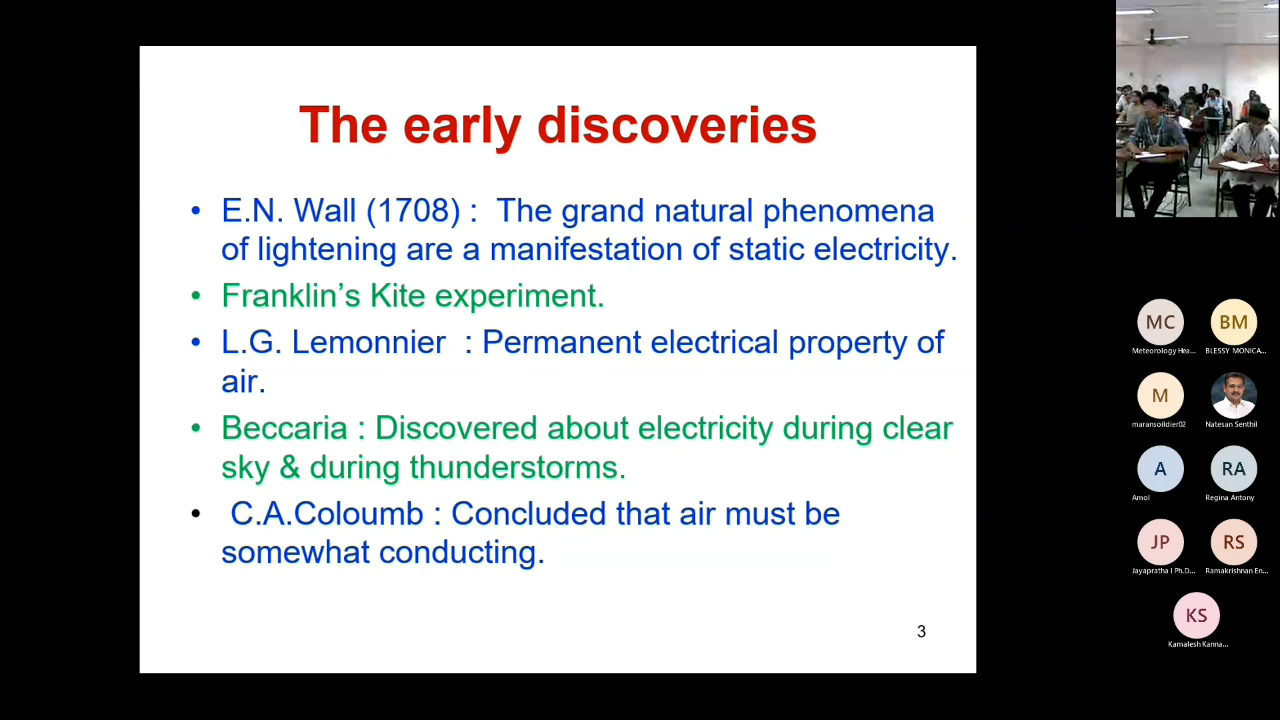 The early discoveries
• E.N. Wall (1708) : The grand natural phenomena
of lightening are a manifestation of static electricity.
• Franklin’s Kite experiment.
• L.G. Lemonnier : Permanent electrical property of
air.
• Beccaria : Discovered about electricity during clear
sky & during thunderstorms.
• C.A.Coloumb : Concluded that air must be
somewhat conducting.
3
MC
Meteorology Hea...
BM
BLESSY MONICA...
M
maransoildier02
Natesan Senthil
A
Amol
RA
Regina Antony
JP
Jayapratha I Ph.D...
RS
Ramakrishnan En...
KS
Kamalesh Kanna...